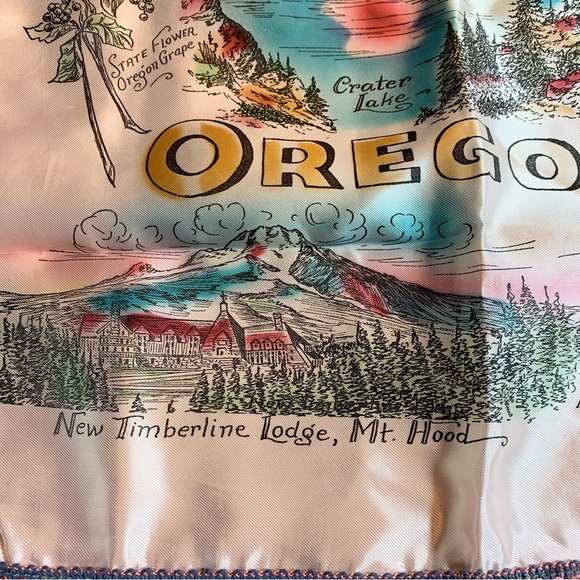 STATE FLOWER
Oregon Grape
Crater
Lake
OREGO
New Timberline Lodge, Mt. Hood